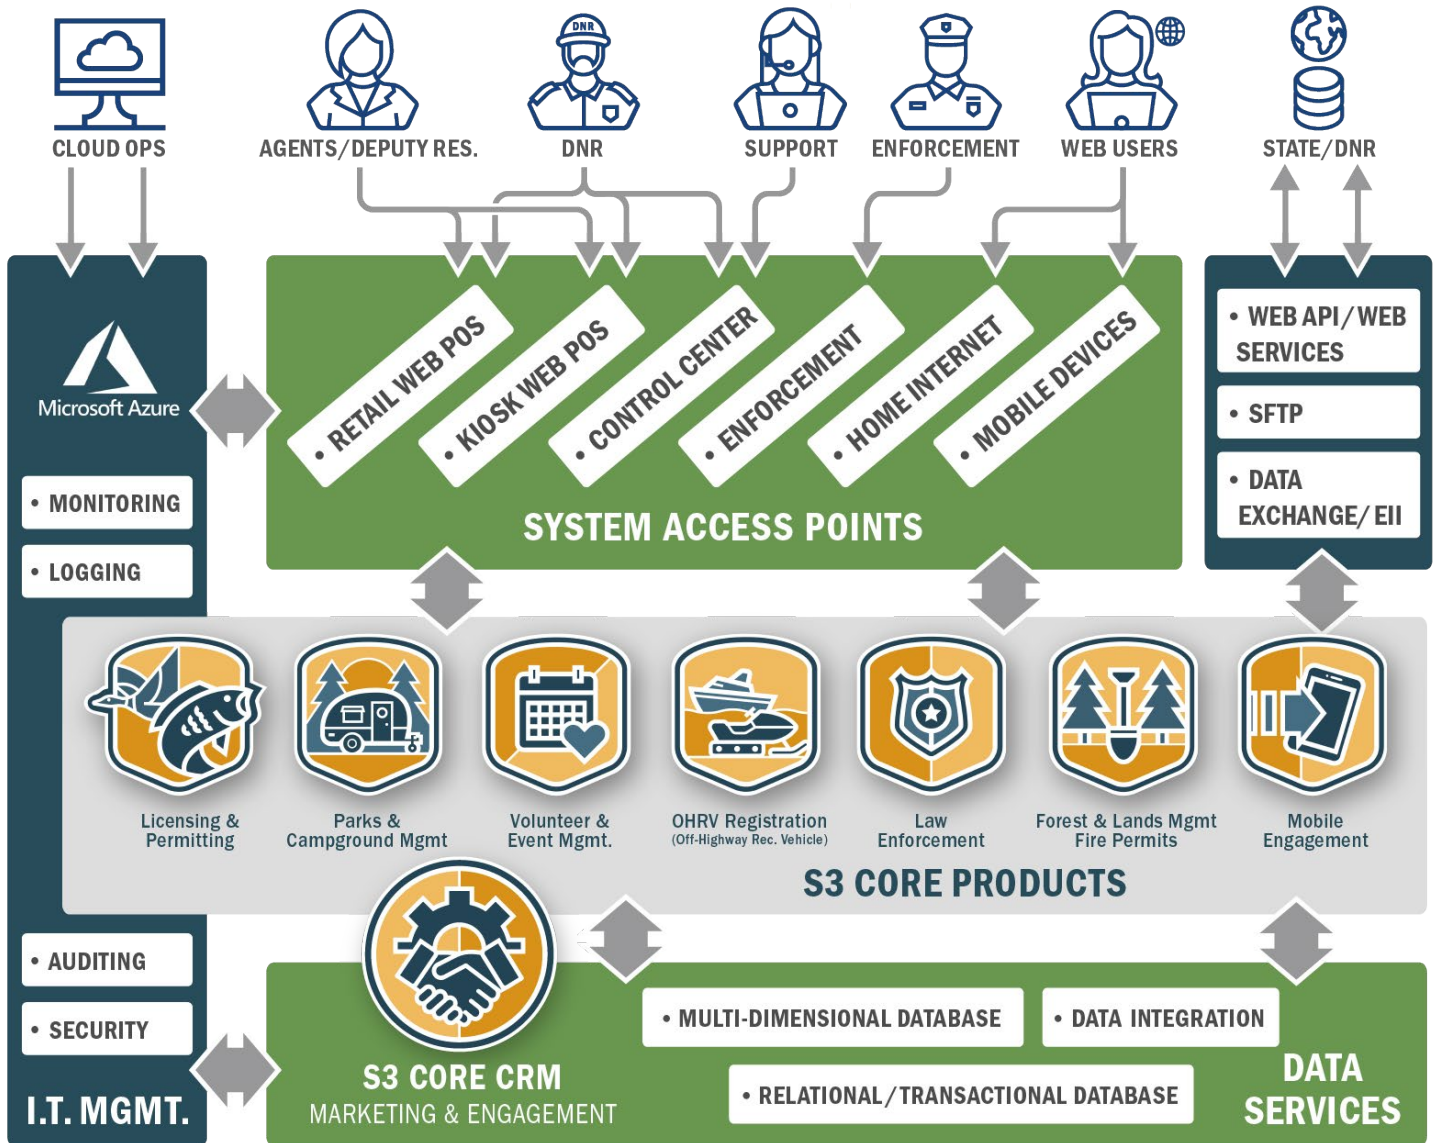 DNR
CLOUD OPS
AGENTS/DEPUTY RES.
DNR
SUPPORT
ENFORCEMENT
WEB USERS
STATE/DNR
Microsoft Azure
• MONITORING
• LOGGING
• RETAIL WEB POS
• KIOSK WEB POS
• CONTROL CENTER
• ENFORCEMENT
• HOME INTERNET
• MOBILE DEVICES
SYSTEM ACCESS POINTS
• WEB API/WEB
SERVICES
• SFTP
• DATA
EXCHANGE/EII
Licensing &
Permitting
Parks &
Campground Mgmt
Volunteer &
Event Mgmt.
OHRV Registration
(Off-Highway Rec. Vehicle)
Law
Enforcement
Forest & Lands Mgmt
Fire Permits
Mobile
Engagement
S3 CORE PRODUCTS
• AUDITING
• SECURITY
I.T. MGMT.
S3 CORE CRM
MARKETING & ENGAGEMENT
• MULTI-DIMENSIONAL DATABASE
• DATA INTEGRATION
• RELATIONAL/TRANSACTIONAL DATABASE
DATA
SERVICES